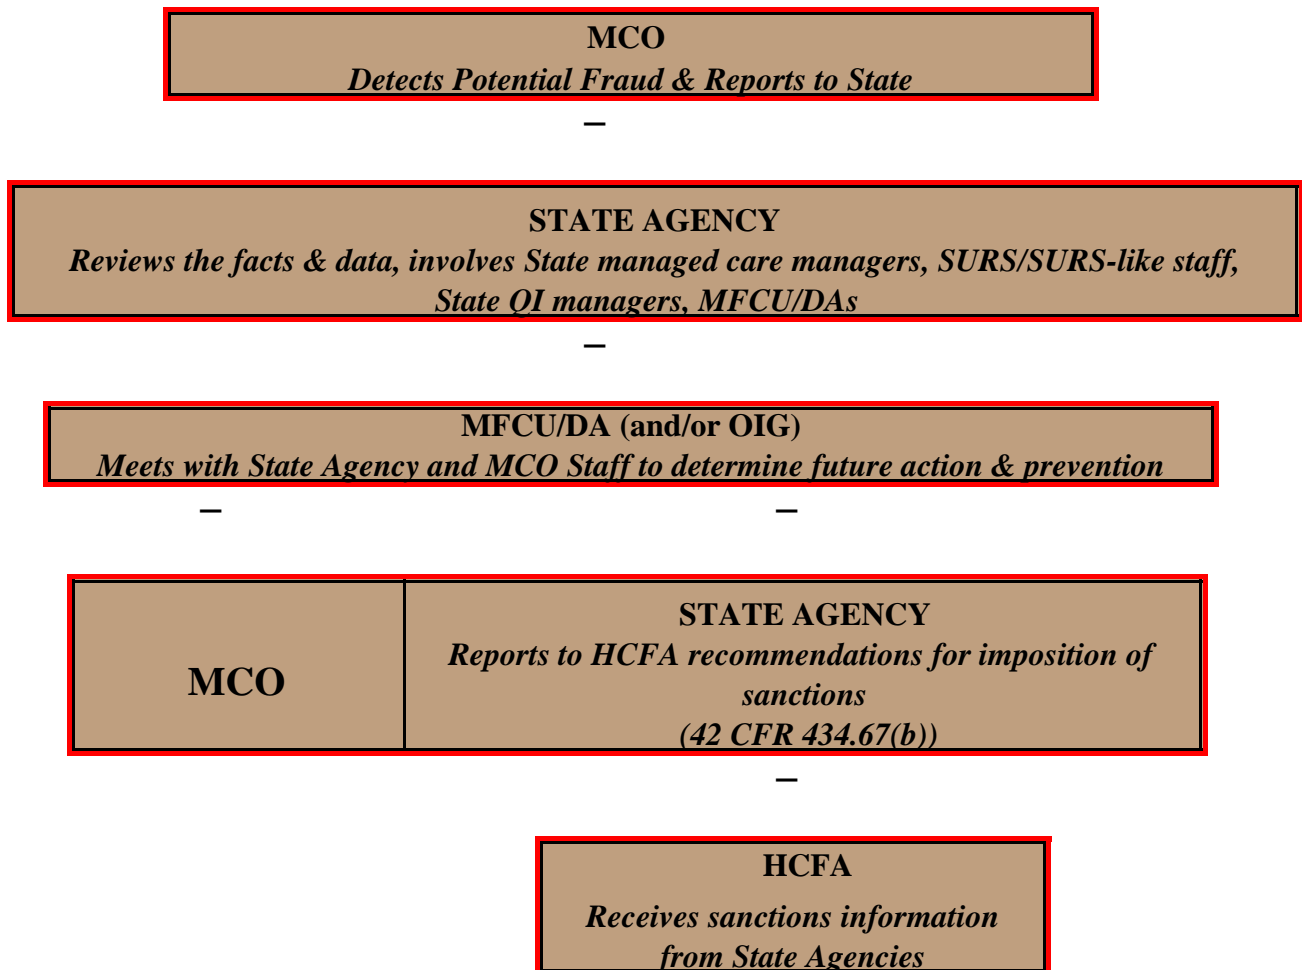 MCO
Detects Potential Fraud & Reports to State
–
STATE AGENCY
Reviews the facts & data, involves State managed care managers, SURS/SURS-like staff,
State QI managers, MFCU/DAs
–
MFCU/DA (and/or OIG)
Meets with State Agency and MCO Staff to determine future action & prevention
– –
MCO
STATE AGENCY
Reports to HCFA recommendations for imposition of
sanctions
(42 CFR 434.67(b))
–
HCFA
Receives sanctions information
from State Agencies